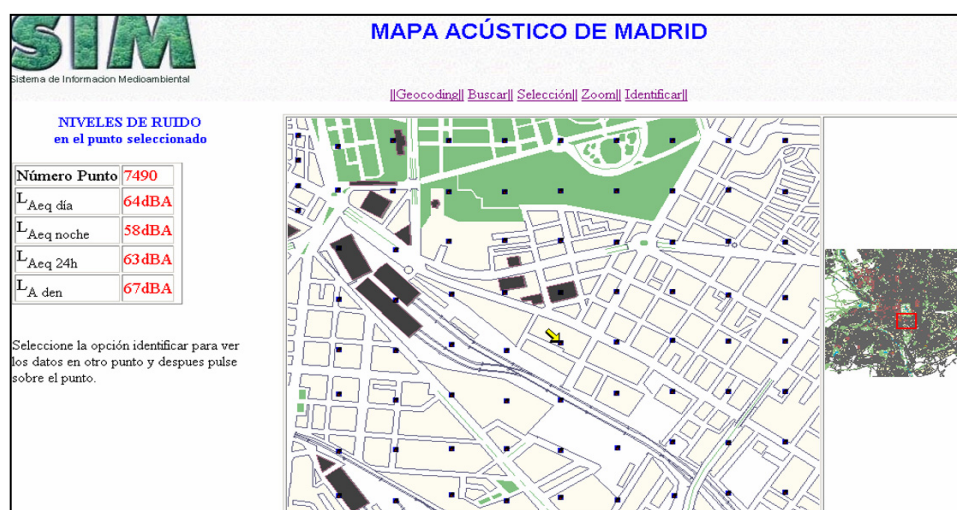 SIM
Sistema de Informacion Medioambiental
MAPA ACÚSTICO DE MADRID
||Geocoding|| Buscar|| Selección|| Zoom|| Identificar||
NIVELES DE RUIDO
en el punto seleccionado
Número Punto 7490
LAeq día 64dBA
LAeq noche 58dBA
LAeq 24h 63dBA
LA den 67dBA
Seleccione la opción identificar para ver
los datos en otro punto y despues pulse
sobre el punto.